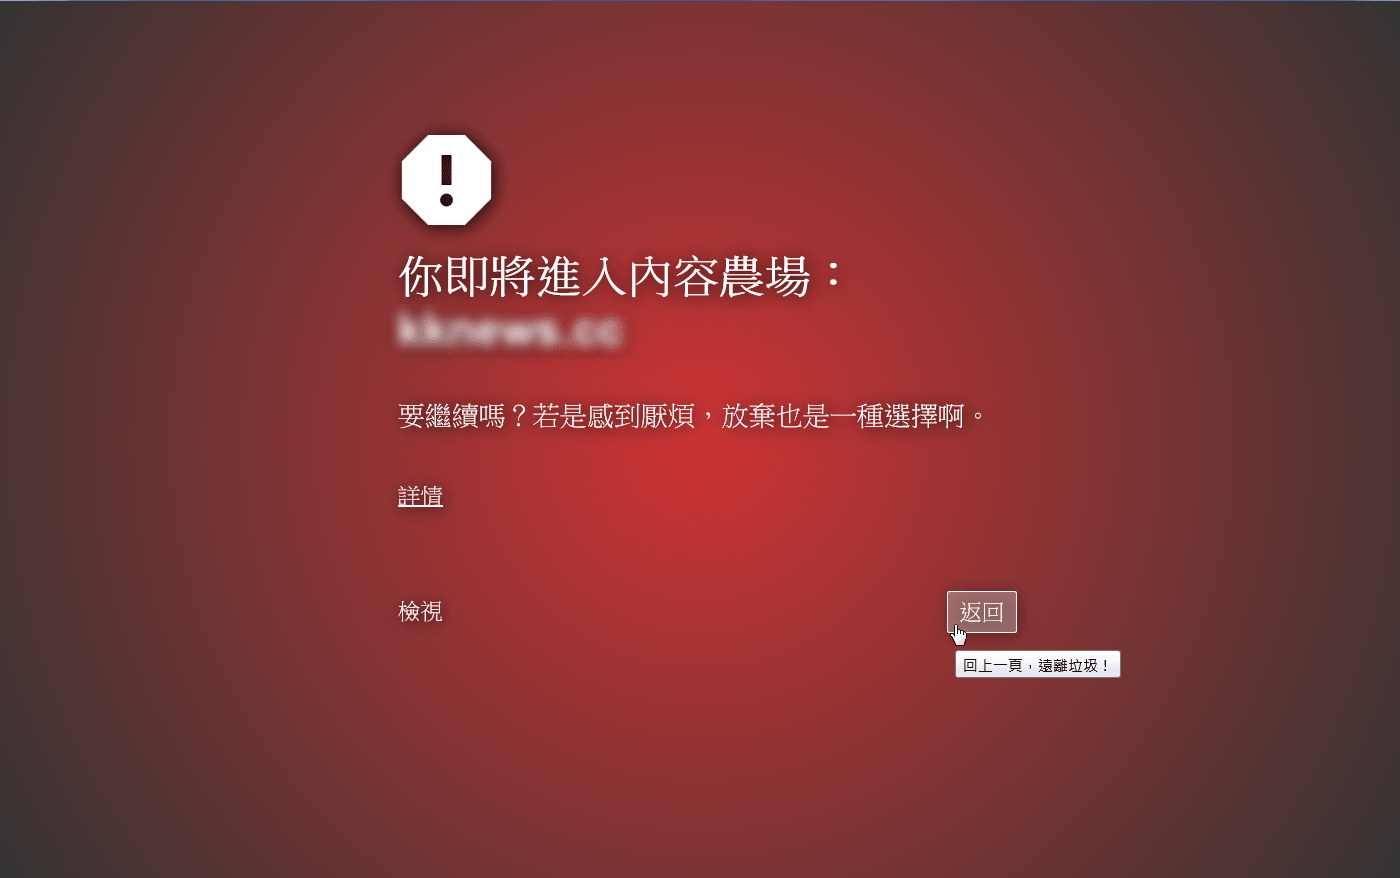 你即將進入內容農場：
kknews.cc
要繼續嗎？若是感到厭煩，放棄也是一種選擇啊。
詳情
檢視
返回
回上一頁，遠離垃圾！